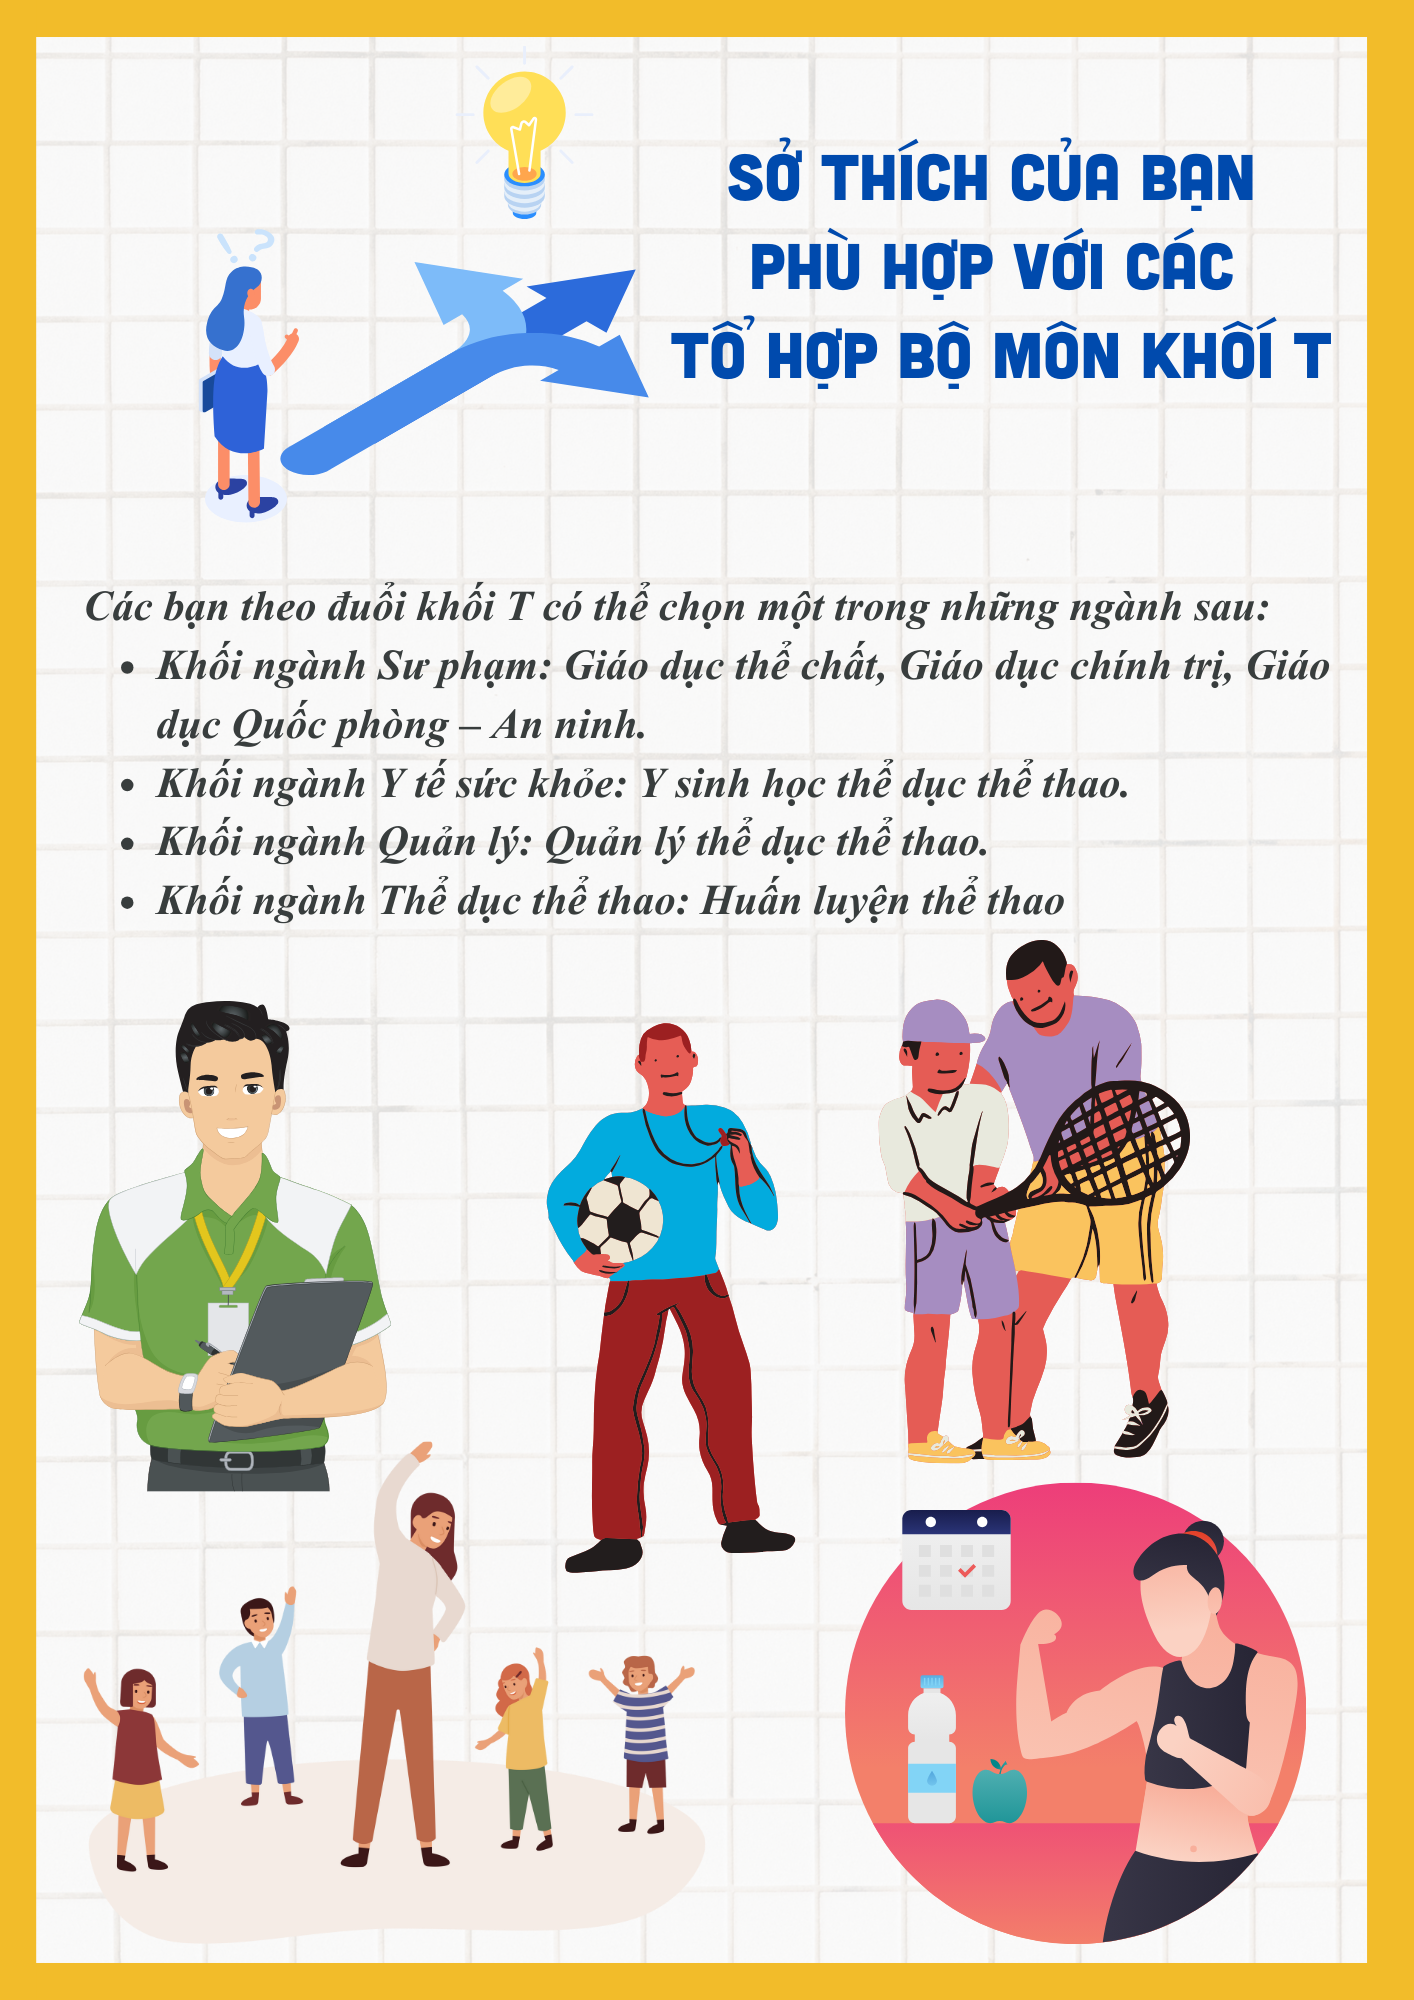 SỞ THÍCH CỦA BẠN
PHÙ HỢP VỚI CÁC
TỔ HỢP BỘ MÔN KHỐI T
Các bạn theo đuổi khối T có thể chọn một trong những ngành sau:
• Khối ngành Sư phạm: Giáo dục thể chất, Giáo dục chính trị, Giáo
dục Quốc phòng – An ninh.
• Khối ngành Y tế sức khỏe: Y sinh học thể dục thể thao.
• Khối ngành Quản lý: Quản lý thể dục thể thao.
• Khối ngành Thể dục thể thao: Huấn luyện thể thao